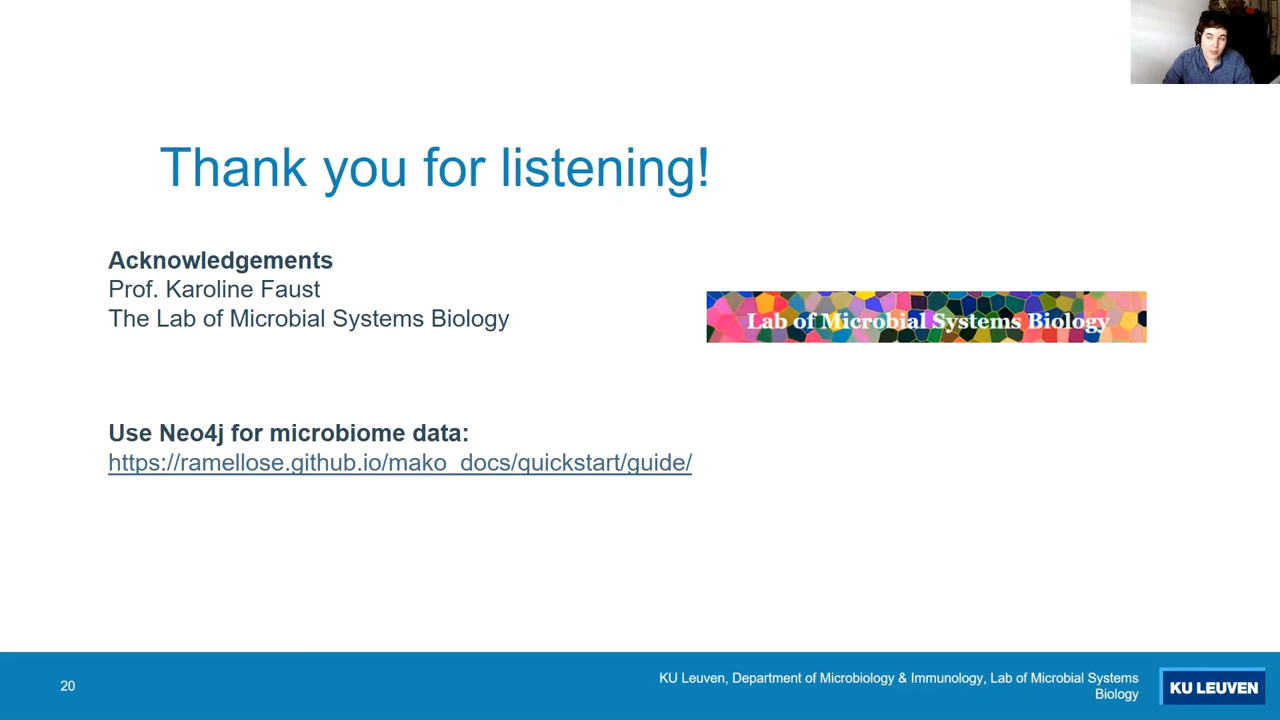 Thank you for listening!
Acknowledgements
Prof. Karoline Faust
The Lab of Microbial Systems Biology
Lab of Microbial Systems Biology
Use Neo4j for microbiome data:
https://ramellose.github.io/mako_docs/quickstart/guide/
20
KU Leuven, Department of Microbiology & Immunology, Lab of Microbial Systems
Biology
KU LEUVEN